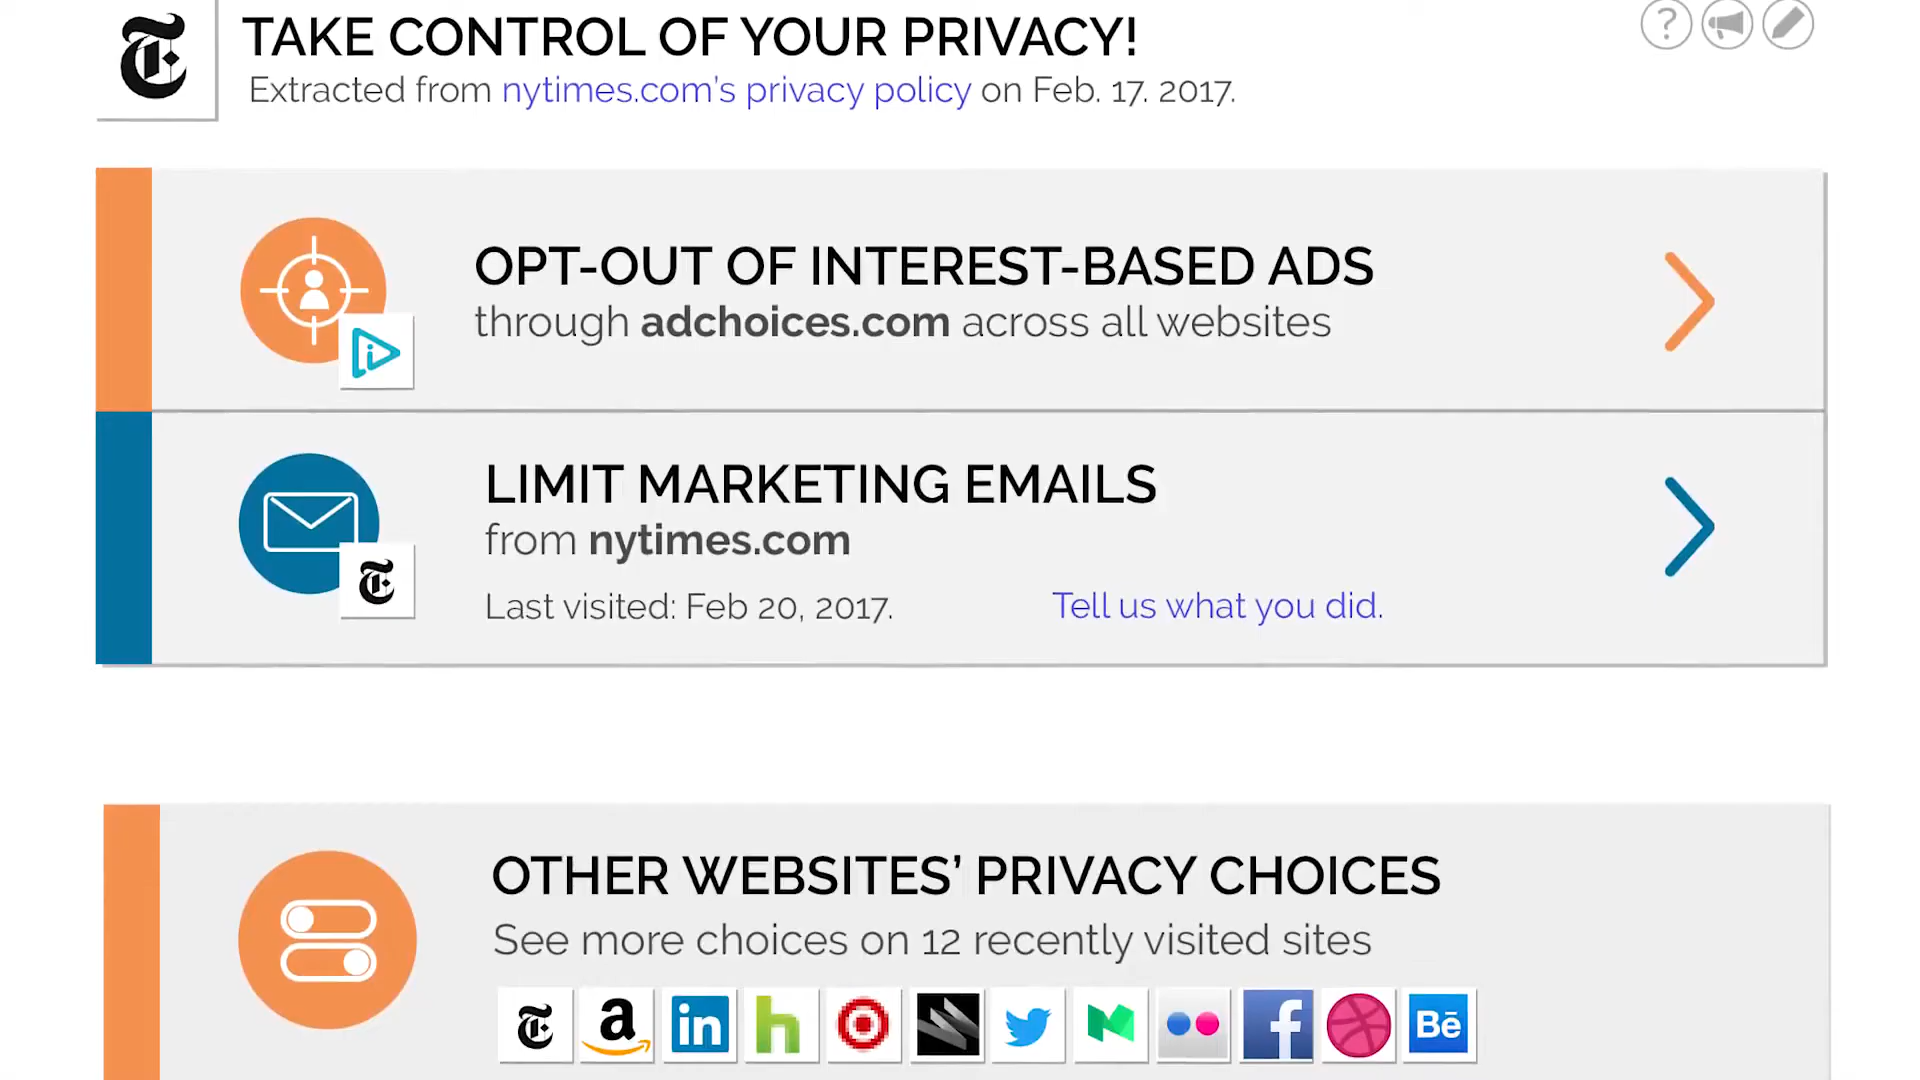 TAKE CONTROL OF YOUR PRIVACY!
Extracted from nytimes.com's privacy policy on Feb. 17. 2017.
?
OPT-OUT OF INTEREST-BASED ADS
through adchoices.com across all websites
LIMIT MARKETING EMAILS
from nytimes.com
Last visited: Feb 20, 2017. Tell us what you did.
OTHER WEBSITES' PRIVACY CHOICES
See more choices on 12 recently visited sites
T a in h f Bē